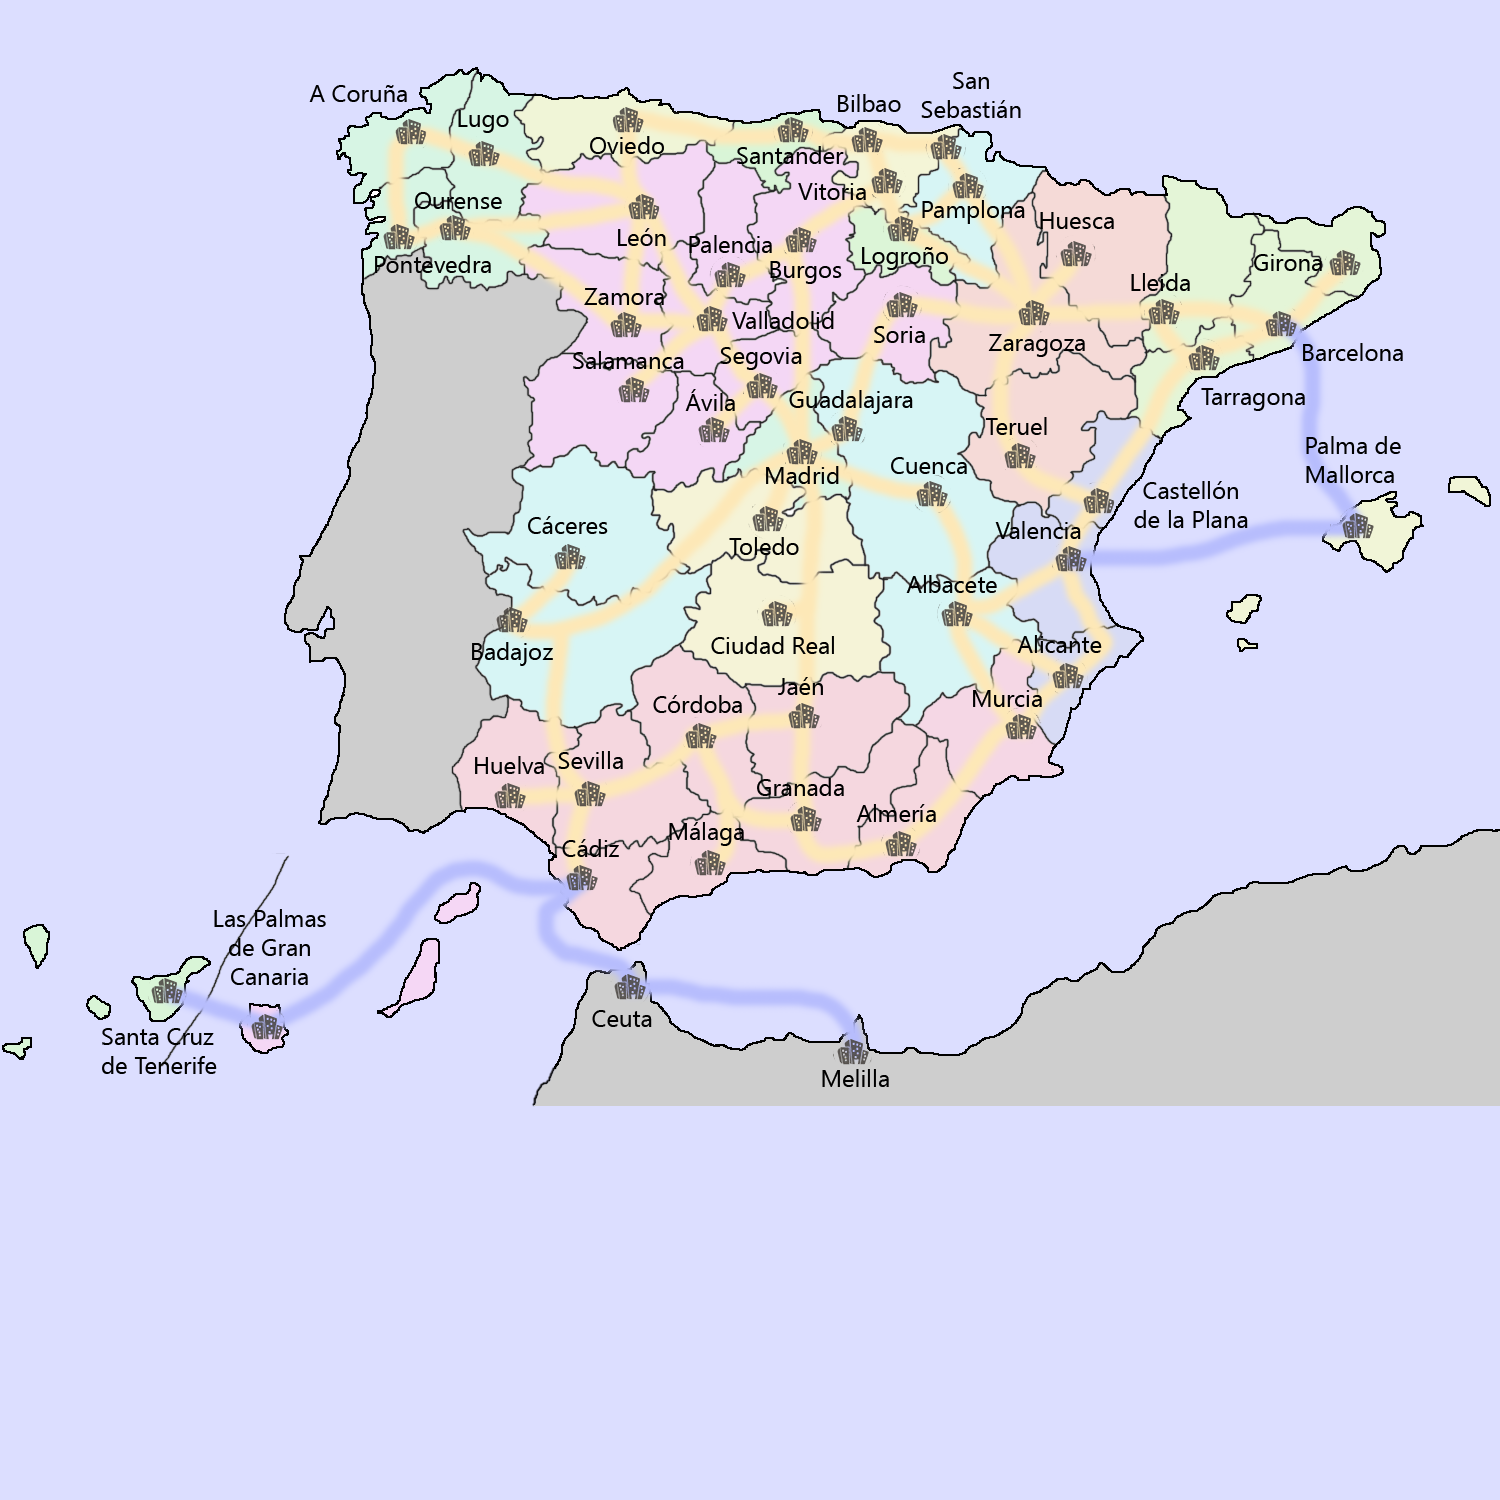 San
Sebastián
A Coruña
Bilbao
Lugo
Oviedo
Santander
Vitoria
Ourense
Pamplona
Huesca
León
Palencia
Logroño
Pontevedra
Burgos
Girona
Lleida
Zamora
Valladolid
Soria
Zaragoza
Barcelona
Salamanca
Segovia
Ávila
Guadalajara
Tarragona
Teruel
Palma de
Mallorca
Cuenca
Madrid
Castellón
de la Plana
Cáceres
Valencia
Toledo
Albacete
Badajoz
Ciudad Real
Alicante
Jaén
Murcia
Córdoba
Huelva
Sevilla
Granada
Almería
Málaga
Cádiz
Las Palmas
de Gran
Canaria
Ceuta
Santa Cruz
de Tenerife
Melilla